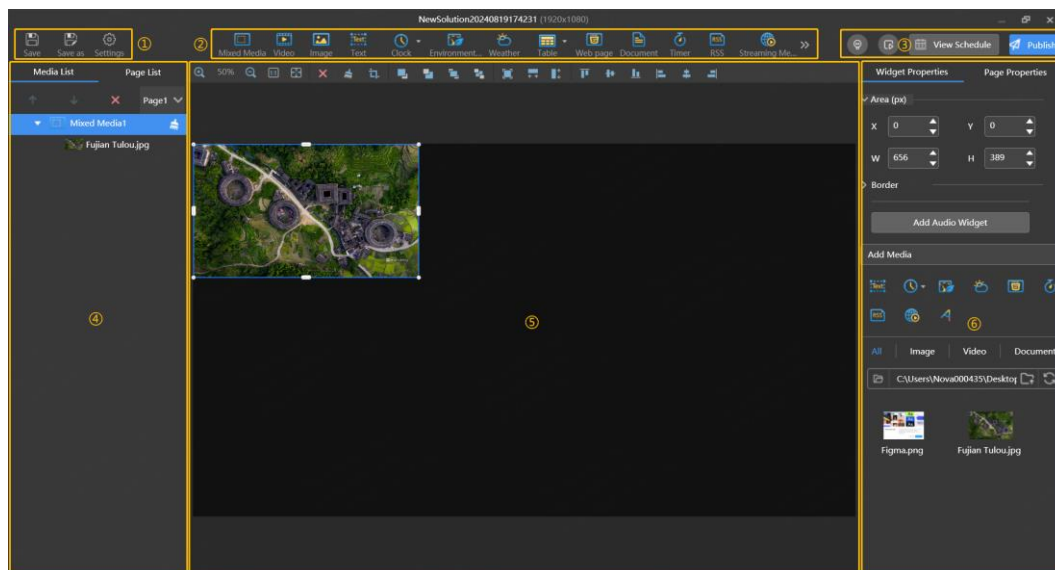 NewSolution20240819174231 (1920x1080)
Save Save as Settings ①
② Mixed Media Video Image Text Clock Environment... Weather Table Web page Document Timer RSS Streaming Me...
③ View Schedule Publish
Media List Page List
50%
Widget Properties Page Properties
Page1
Area (px)
Mixed Media1
X 0 Y 0
Fujian Tulou.jpg
W 656 H 389
Border
Add Audio Widget
Add Media
Text
RSS
④
⑤
⑥
All Image Video Document
C:\Users\Nova000435\Desktop
Figma.png Fujian Tulou.jpg